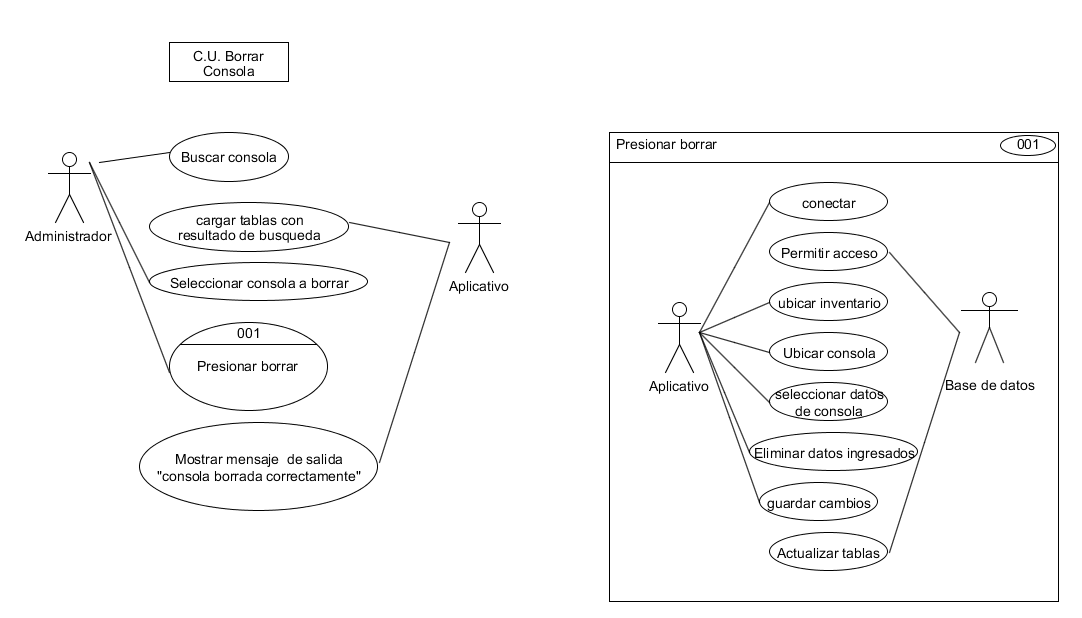 C.U. Borrar
Consola
Buscar consola
Administrador
cargar tablas con
resultado de busqueda
Seleccionar consola a borrar
Aplicativo
001
Presionar borrar
Mostrar mensaje de salida
"consola borrada correctamente"
Presionar borrar
001
conectar
Permitir acceso
ubicar inventario
Ubicar consola
Aplicativo
Base de datos
seleccionar datos
de consola
Eliminar datos ingresados
guardar cambios
Actualizar tablas